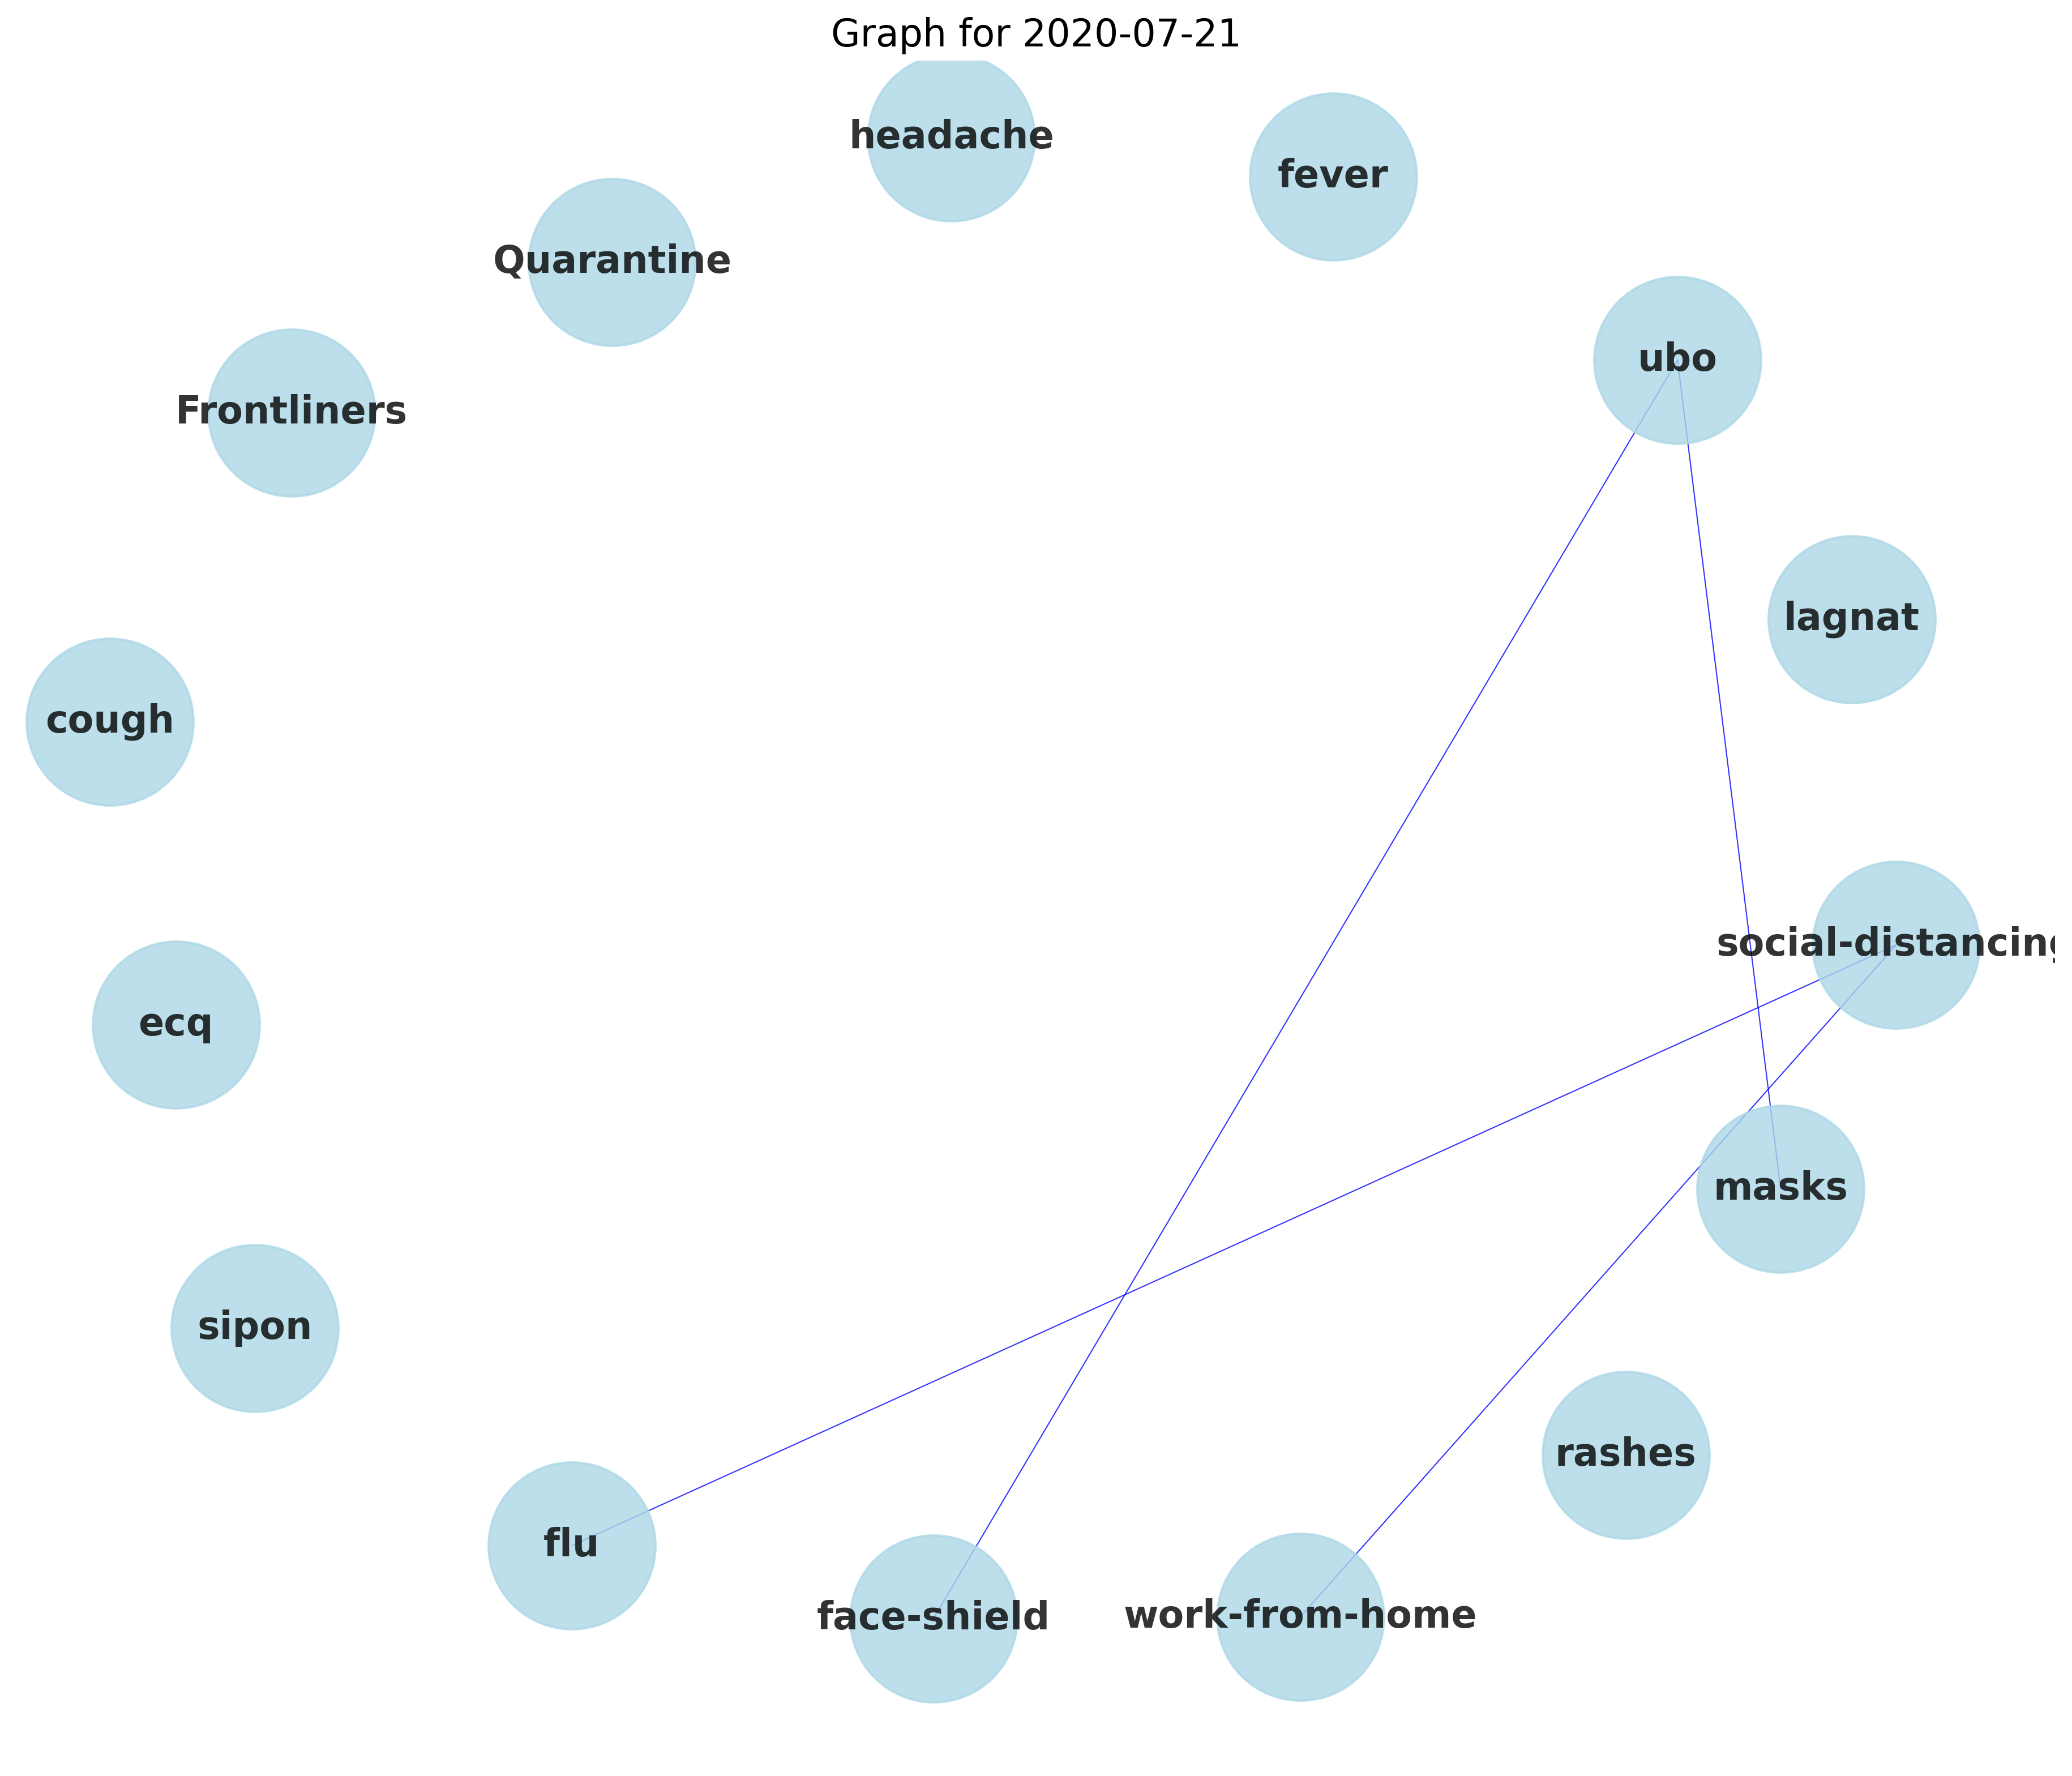 Graph for 2020-07-21
headache
fever
Quarantine
ubo
Frontliners
lagnat
cough
social-distancing
ecq
masks
sipon
rashes
flu
face-shield
work-from-home